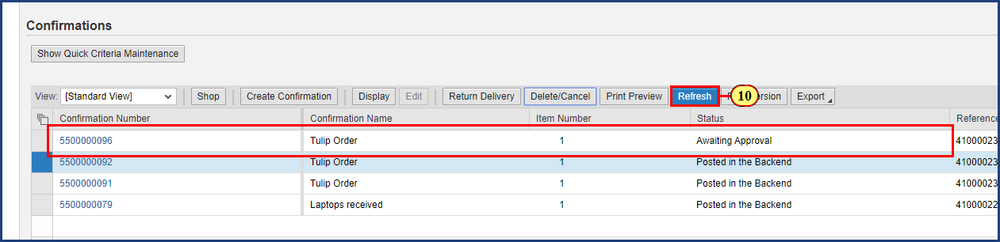 Confirmations
Show Quick Criteria Maintenance
View: [Standard View] Shop Create Confirmation Display Edit Return Delivery Delete/Cancel Print Preview Refresh 10 Export
Confirmation Number Confirmation Name Item Number Status Reference
5500000096 Tulip Order 1 Awaiting Approval 41000023
5500000092 Tulip Order 1 Posted in the Backend 41000023
5500000091 Tulip Order 1 Posted in the Backend 41000023
5500000079 Laptops received 1 Posted in the Backend 41000022